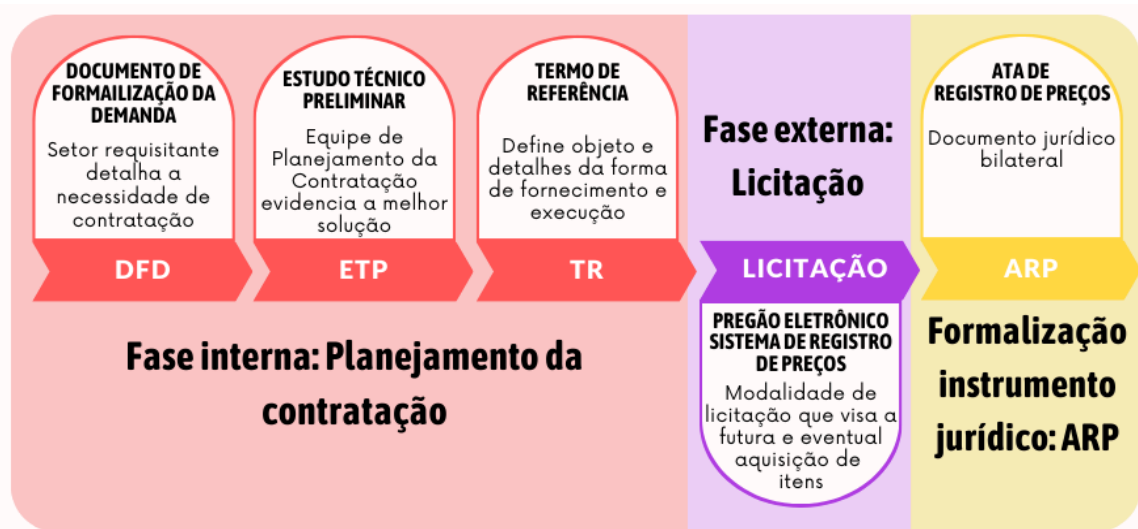 DOCUMENTO DE
FORMAILIZAÇÃO DA
DEMANDA
Setor requisitante
detalha a
necessidade de
contratação
DFD
ESTUDO TÉCNICO
PRELIMINAR
Equipe de
Planejamento da
Contratação
evidencia a melhor
solução
ETP
TERMO DE
REFERÊNCIA
Define objeto e
detalhes da forma
de fornecimento e
execução
TR
Fase interna: Planejamento da
contratação
Fase externa:
Licitação
LICITAÇÃO
PREGÃO ELETRÔNICO
SISTEMA DE REGISTRO
DE PREÇOS
Modalidade de
licitação que visa a
futura e eventual
aquisição de
itens
ATA DE
REGISTRO DE PREÇOS
Documento jurídico
bilateral
ARP
Formalização
instrumento
jurídico: ARP